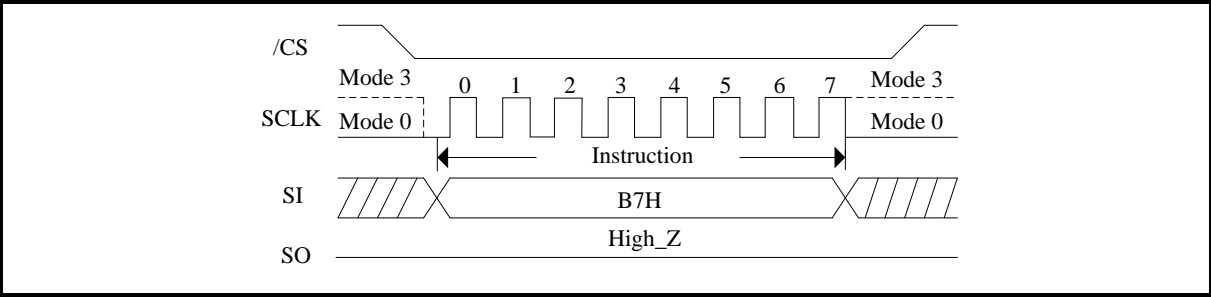 /CS
Mode 3 0 1 2 3 4 5 6 7 Mode 3
SCLK Mode 0 Mode 0
Instruction
SI B7H
High_Z
SO